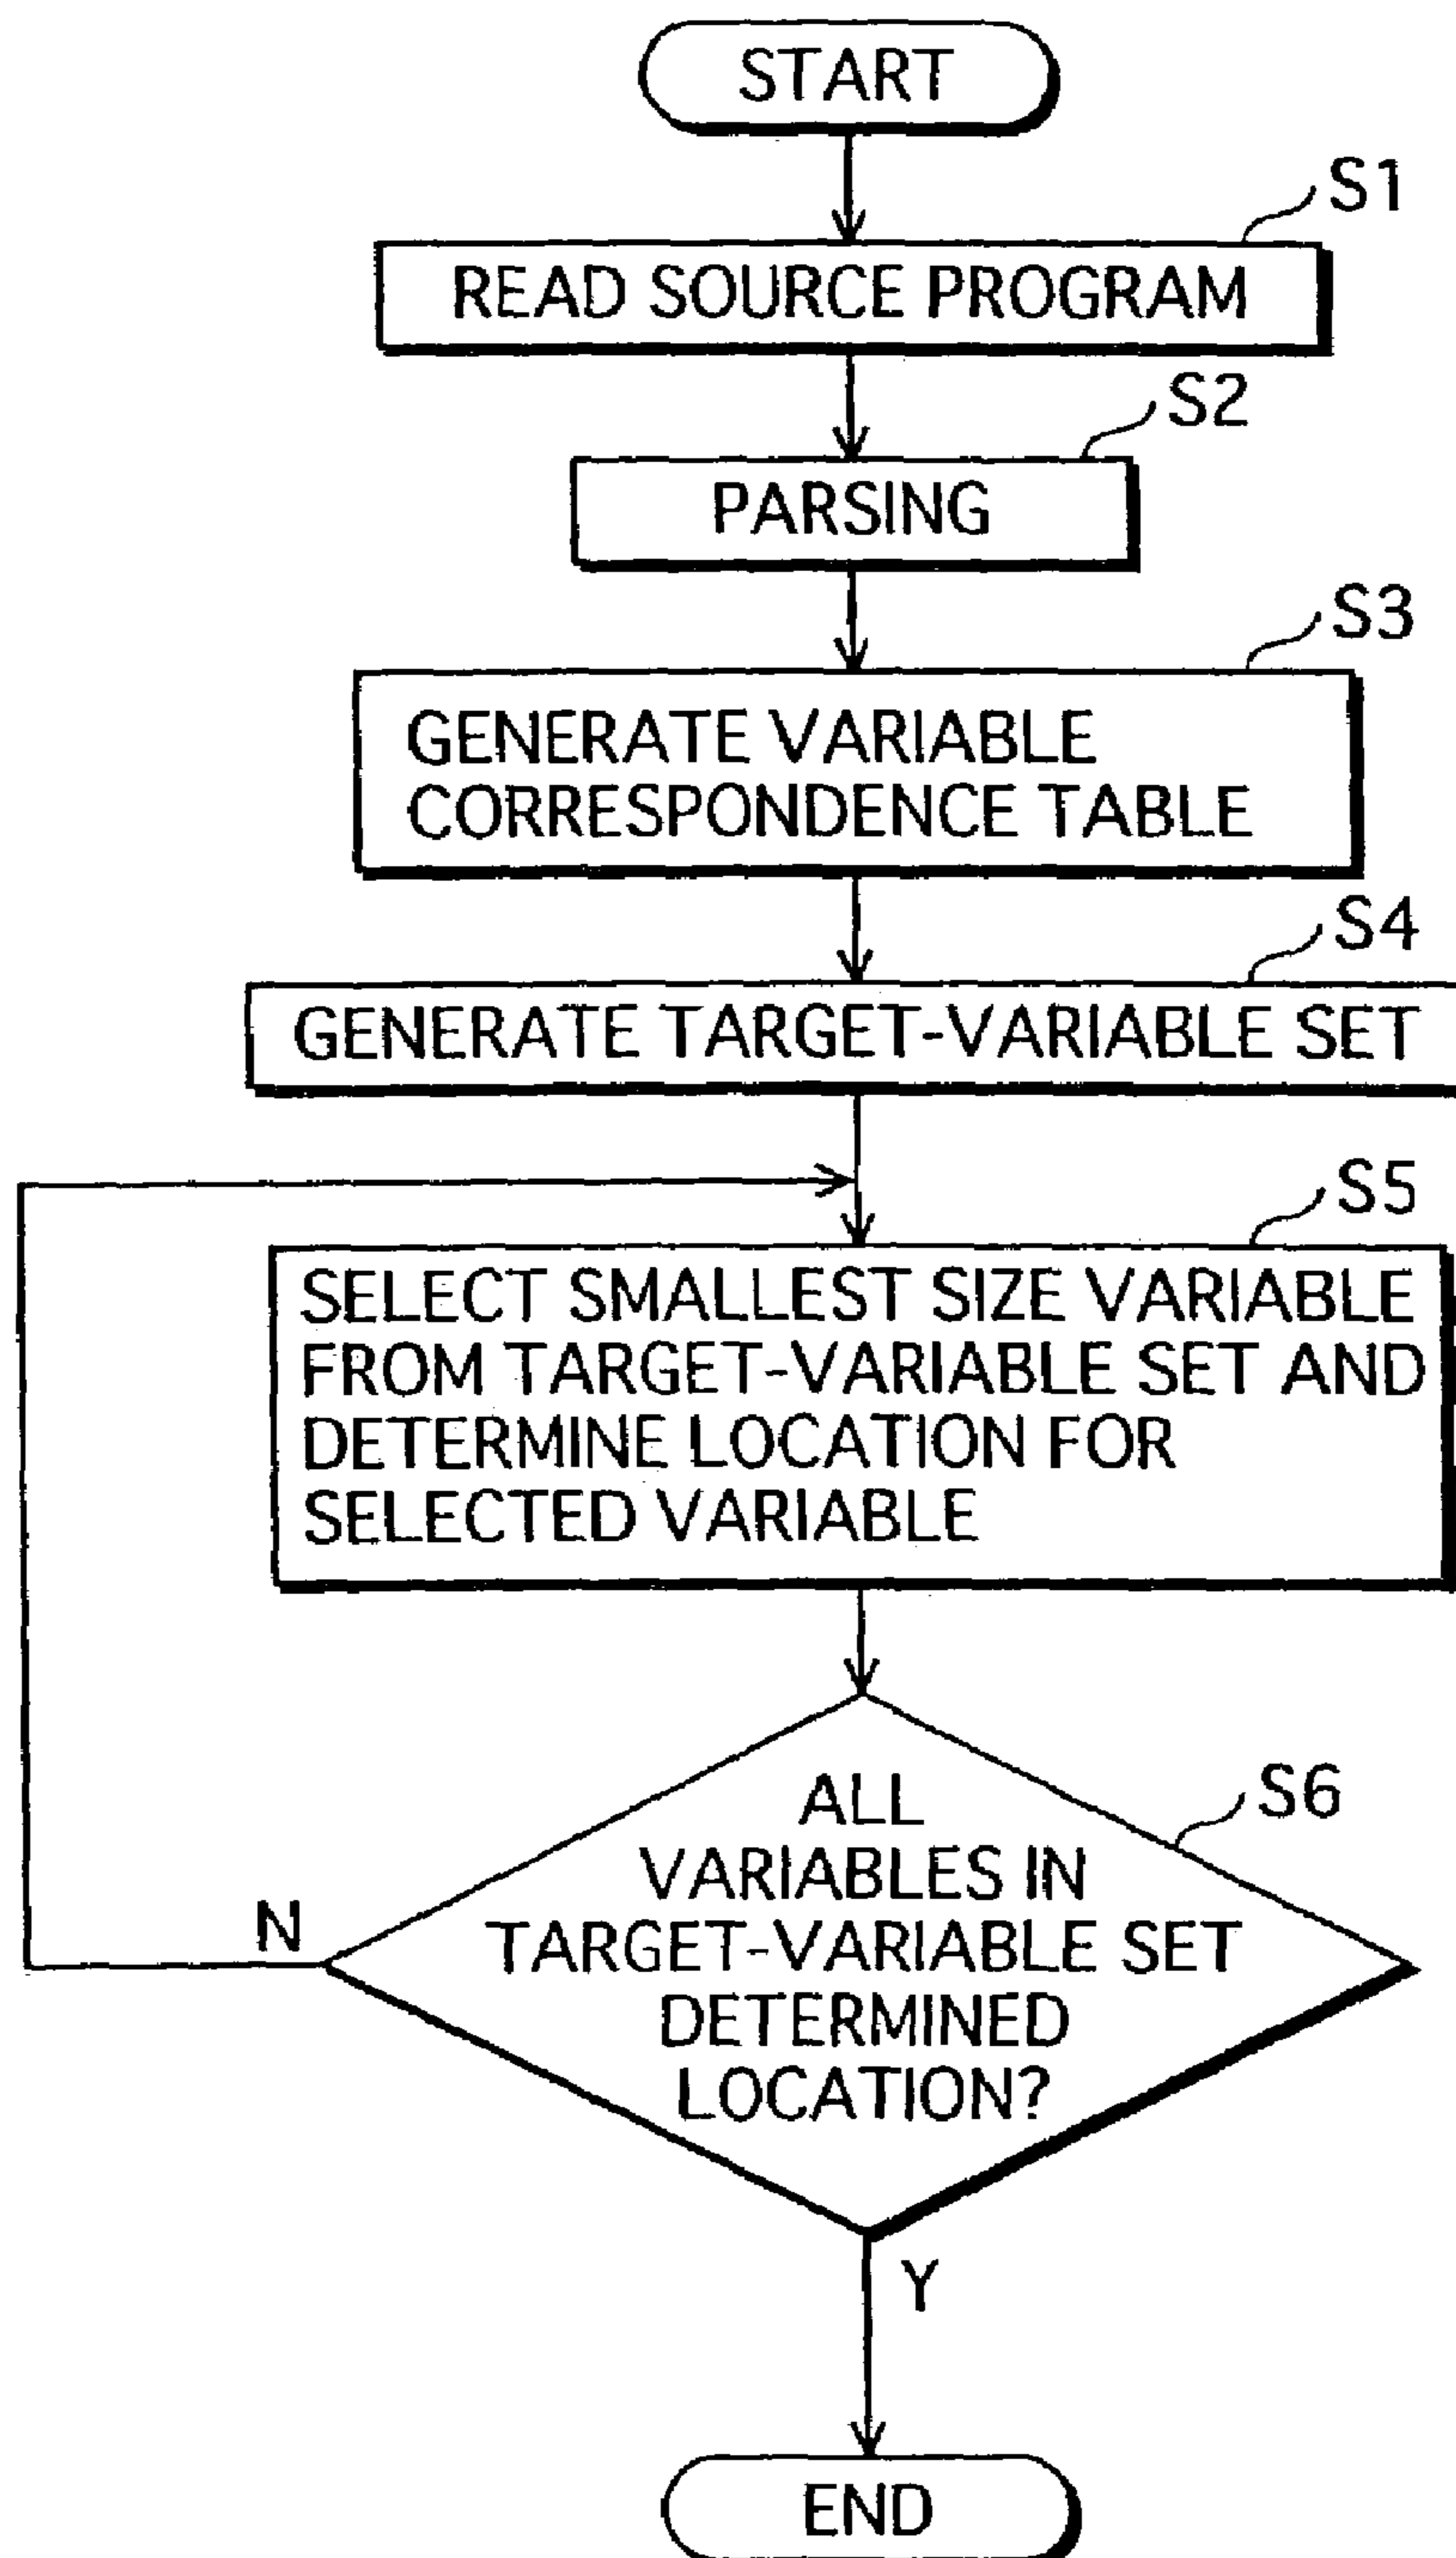 START
S1
READ SOURCE PROGRAM
S2
PARSING
S3
GENERATE VARIABLE
CORRESPONDENCE TABLE
S4
GENERATE TARGET-VARIABLE SET
S5
SELECT SMALLEST SIZE VARIABLE
FROM TARGET-VARIABLE SET AND
DETERMINE LOCATION FOR
SELECTED VARIABLE
S6
ALL
VARIABLES IN
TARGET-VARIABLE SET
DETERMINED
LOCATION?
N
Y
END